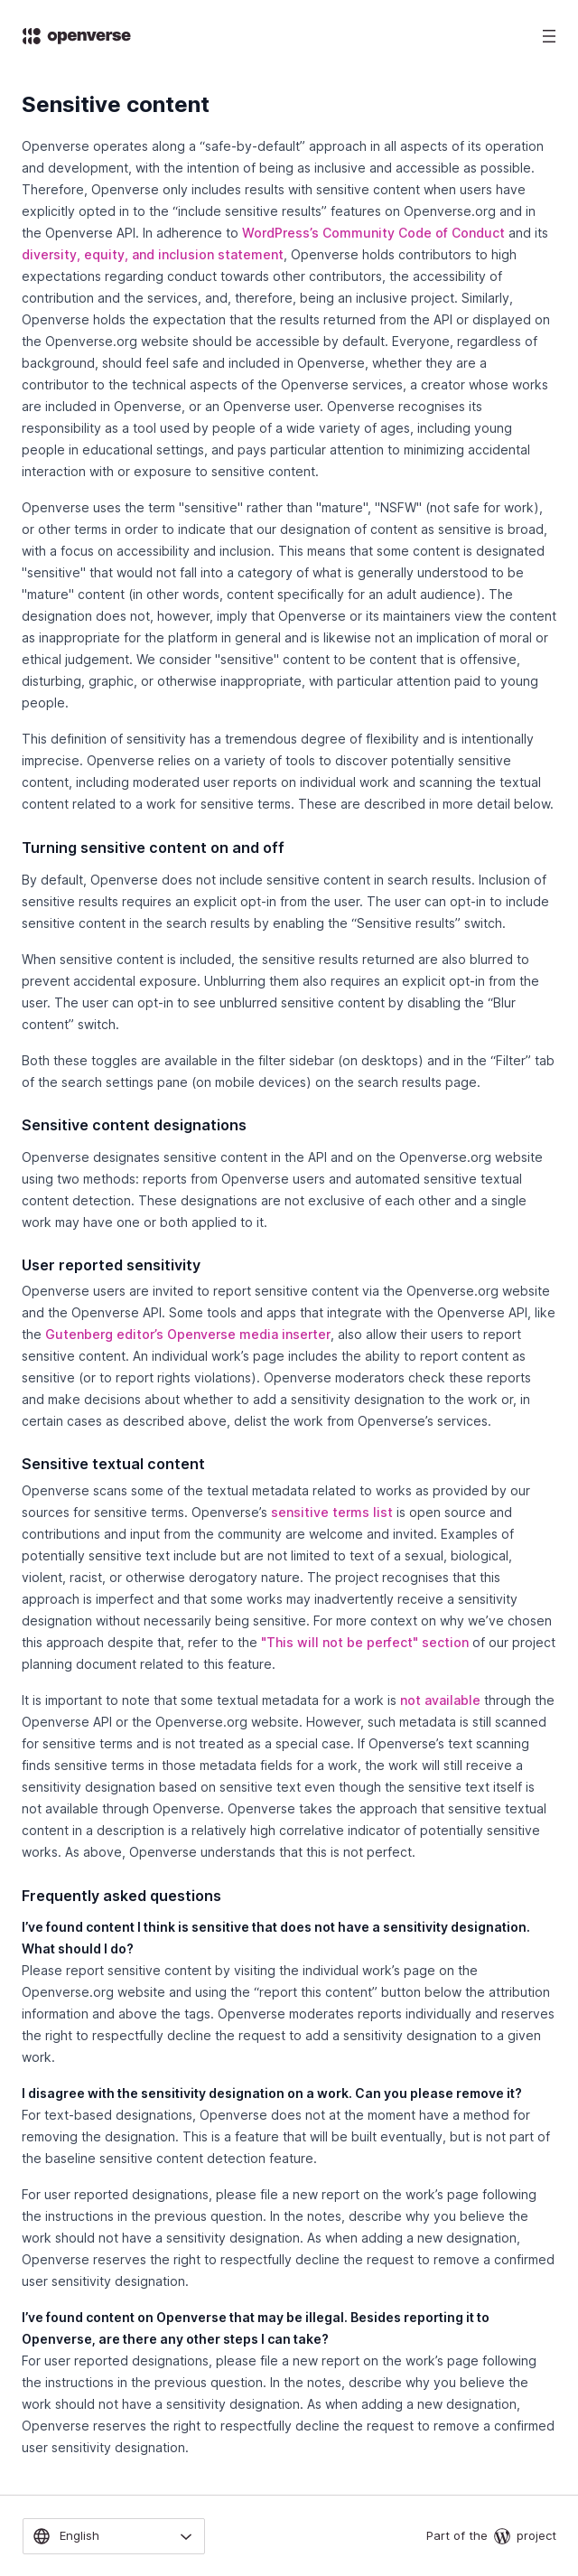 openverse
Sensitive content
Openverse operates along a “safe-by-default” approach in all aspects of its operation
and development, with the intention of being as inclusive and accessible as possible.
Therefore, Openverse only includes results with sensitive content when users have
explicitly opted in to the “include sensitive results” features on Openverse.org and in
the Openverse API. In adherence to WordPress’s Community Code of Conduct and its
diversity, equity, and inclusion statement, Openverse holds contributors to high
expectations regarding conduct towards other contributors, the accessibility of
contribution and the services, and, therefore, being an inclusive project. Similarly,
Openverse holds the expectation that the results returned from the API or displayed on
the Openverse.org website should be accessible by default. Everyone, regardless of
background, should feel safe and included in Openverse, whether they are a
contributor to the technical aspects of the Openverse services, a creator whose works
are included in Openverse, or an Openverse user. Openverse recognises its
responsibility as a tool used by people of a wide variety of ages, including young
people in educational settings, and pays particular attention to minimizing accidental
interaction with or exposure to sensitive content.
Openverse uses the term "sensitive" rather than "mature", "NSFW" (not safe for work),
or other terms in order to indicate that our designation of content as sensitive is broad,
with a focus on accessibility and inclusion. This means that some content is designated
"sensitive" that would not fall into a category of what is generally understood to be
"mature" content (in other words, content specifically for an adult audience). The
designation does not, however, imply that Openverse or its maintainers view the content
as inappropriate for the platform in general and is likewise not an implication of moral or
ethical judgement. We consider "sensitive" content to be content that is offensive,
disturbing, graphic, or otherwise inappropriate, with particular attention paid to young
people.
This definition of sensitivity has a tremendous degree of flexibility and is intentionally
imprecise. Openverse relies on a variety of tools to discover potentially sensitive
content, including moderated user reports on individual work and scanning the textual
content related to a work for sensitive terms. These are described in more detail below.
Turning sensitive content on and off
By default, Openverse does not include sensitive content in search results. Inclusion of
sensitive results requires an explicit opt-in from the user. The user can opt-in to include
sensitive content in the search results by enabling the “Sensitive results” switch.
When sensitive content is included, the sensitive results returned are also blurred to
prevent accidental exposure. Unblurring them also requires an explicit opt-in from the
user. The user can opt-in to see unblurred sensitive content by disabling the “Blur
content” switch.
Both these toggles are available in the filter sidebar (on desktops) and in the “Filter” tab
of the search settings pane (on mobile devices) on the search results page.
Sensitive content designations
Openverse designates sensitive content in the API and on the Openverse.org website
using two methods: reports from Openverse users and automated sensitive textual
content detection. These designations are not exclusive of each other and a single
work may have one or both applied to it.
User reported sensitivity
Openverse users are invited to report sensitive content via the Openverse.org website
and the Openverse API. Some tools and apps that integrate with the Openverse API, like
the Gutenberg editor’s Openverse media inserter, also allow their users to report
sensitive content. An individual work’s page includes the ability to report content as
sensitive (or to report rights violations). Openverse moderators check these reports
and make decisions about whether to add a sensitivity designation to the work or, in
certain cases as described above, delist the work from Openverse’s services.
Sensitive textual content
Openverse scans some of the textual metadata related to works as provided by our
sources for sensitive terms. Openverse’s sensitive terms list is open source and
contributions and input from the community are welcome and invited. Examples of
potentially sensitive text include but are not limited to text of a sexual, biological,
violent, racist, or otherwise derogatory nature. The project recognises that this
approach is imperfect and that some works may inadvertently receive a sensitivity
designation without necessarily being sensitive. For more context on why we’ve chosen
this approach despite that, refer to the "This will not be perfect" section of our project
planning document related to this feature.
It is important to note that some textual metadata for a work is not available through the
Openverse API or the Openverse.org website. However, such metadata is still scanned
for sensitive terms and is not treated as a special case. If Openverse’s text scanning
finds sensitive terms in those metadata fields for a work, the work will still receive a
sensitivity designation based on sensitive text even though the sensitive text itself is
not available through Openverse. Openverse takes the approach that sensitive textual
content in a description is a relatively high correlative indicator of potentially sensitive
works. As above, Openverse understands that this is not perfect.
Frequently asked questions
I’ve found content I think is sensitive that does not have a sensitivity designation.
What should I do?
Please report sensitive content by visiting the individual work’s page on the
Openverse.org website and using the “report this content” button below the attribution
information and above the tags. Openverse moderates reports individually and reserves
the right to respectfully decline the request to add a sensitivity designation to a given
work.
I disagree with the sensitivity designation on a work. Can you please remove it?
For text-based designations, Openverse does not at the moment have a method for
removing the designation. This is a feature that will be built eventually, but is not part of
the baseline sensitive content detection feature.
For user reported designations, please file a new report on the work’s page following
the instructions in the previous question. In the notes, describe why you believe the
work should not have a sensitivity designation. As when adding a new designation,
Openverse reserves the right to respectfully decline the request to remove a confirmed
user sensitivity designation.
I’ve found content on Openverse that may be illegal. Besides reporting it to
Openverse, are there any other steps I can take?
For user reported designations, please file a new report on the work’s page following
the instructions in the previous question. In the notes, describe why you believe the
work should not have a sensitivity designation. As when adding a new designation,
Openverse reserves the right to respectfully decline the request to remove a confirmed
user sensitivity designation.
English
Part of the project